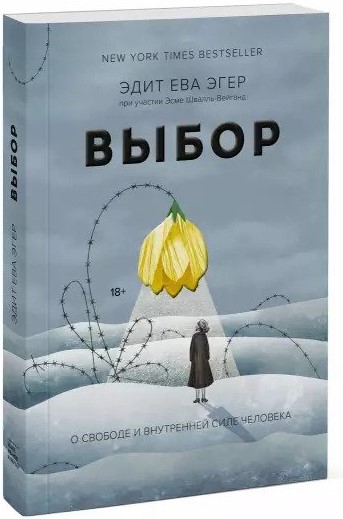 NEW YORK TIMES BESTSELLER
ЭДИТ ЕВА ЭГЕР
при участии Эсме Швалль-Вейганд
ВЫБОР
18+
О СВОБОДЕ И ВНУТРЕННЕЙ СИЛЕ ЧЕЛОВЕКА
ЭДИТ ЕВА ЭГЕР ВЫБОР